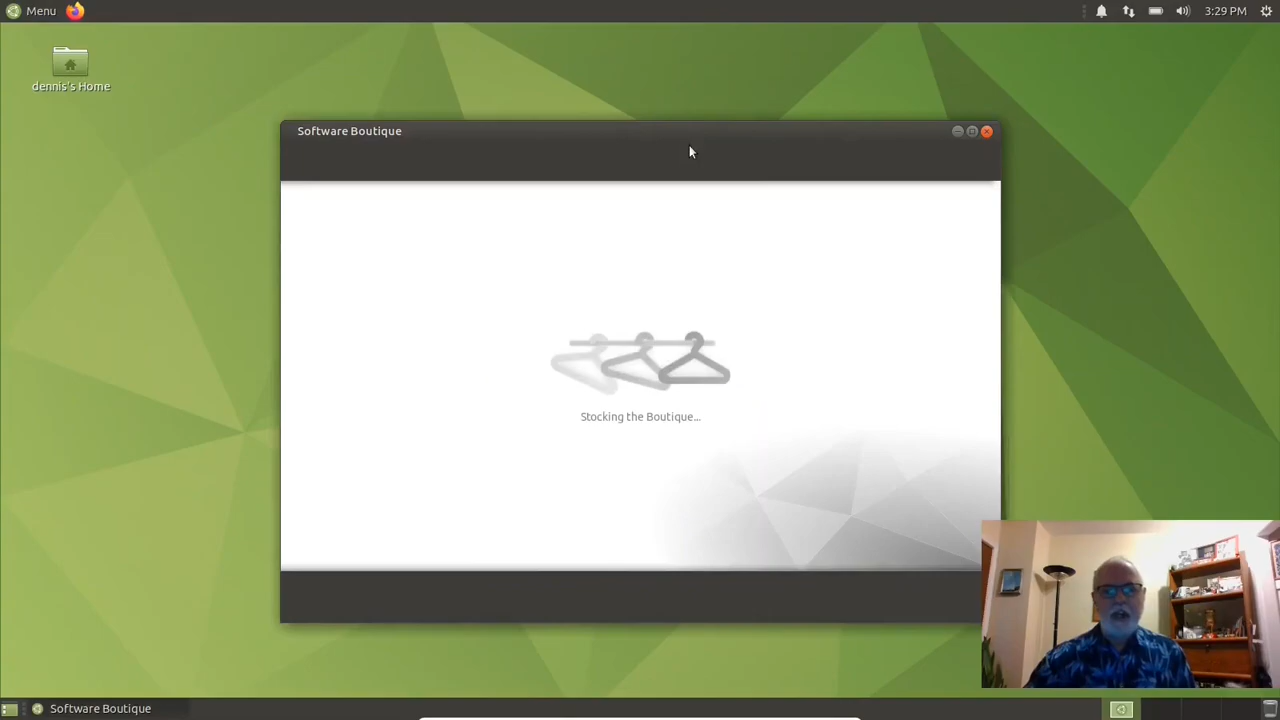 Menu
3:29 PM
dennis's Home
Software Boutique
Stocking the Boutique...
Software Boutique